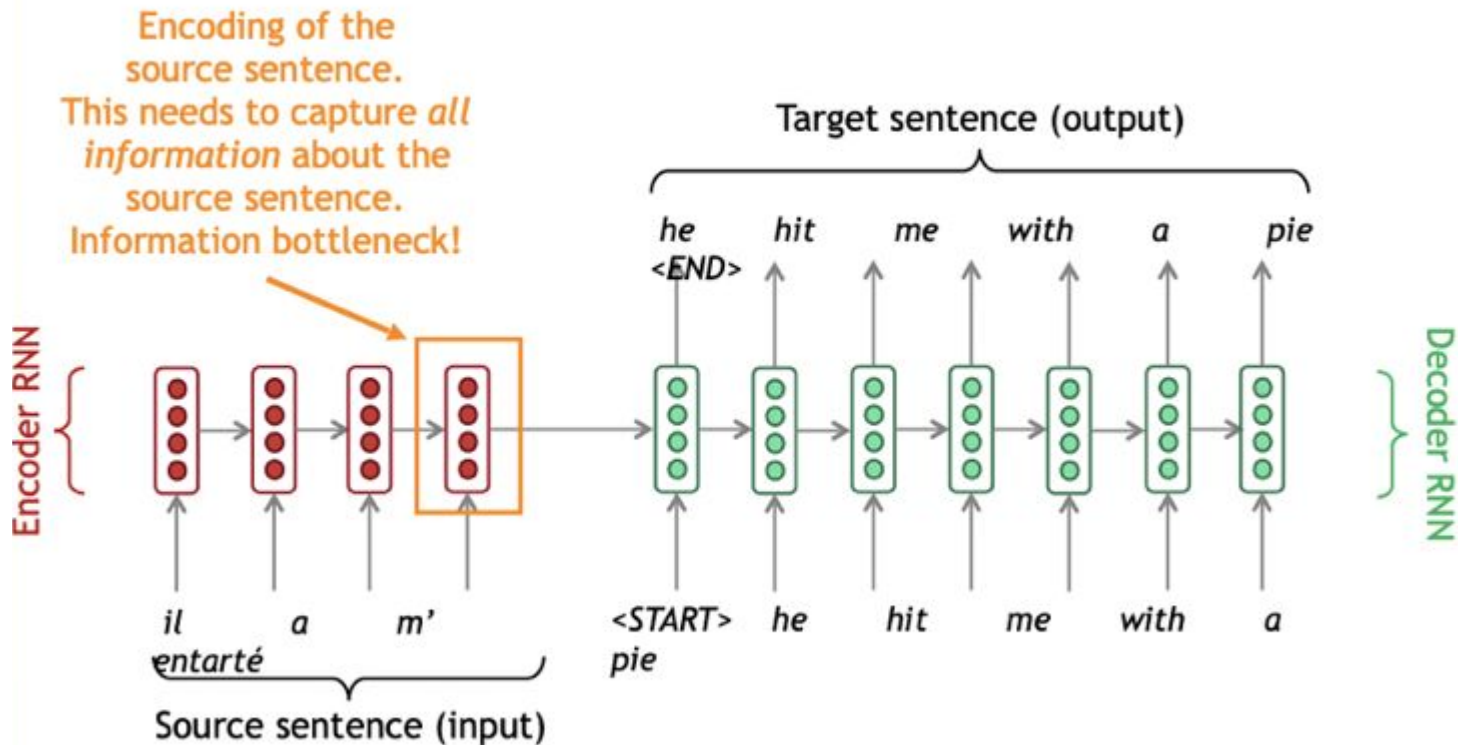 Encoding of the
source sentence.
This needs to capture all
information about the
source sentence.
Information bottleneck!
Target sentence (output)
he hit me with a pie
<END>
Encoder RNN
Decoder RNN
il a m’
entarté
<START> he hit me with a
pie
Source sentence (input)